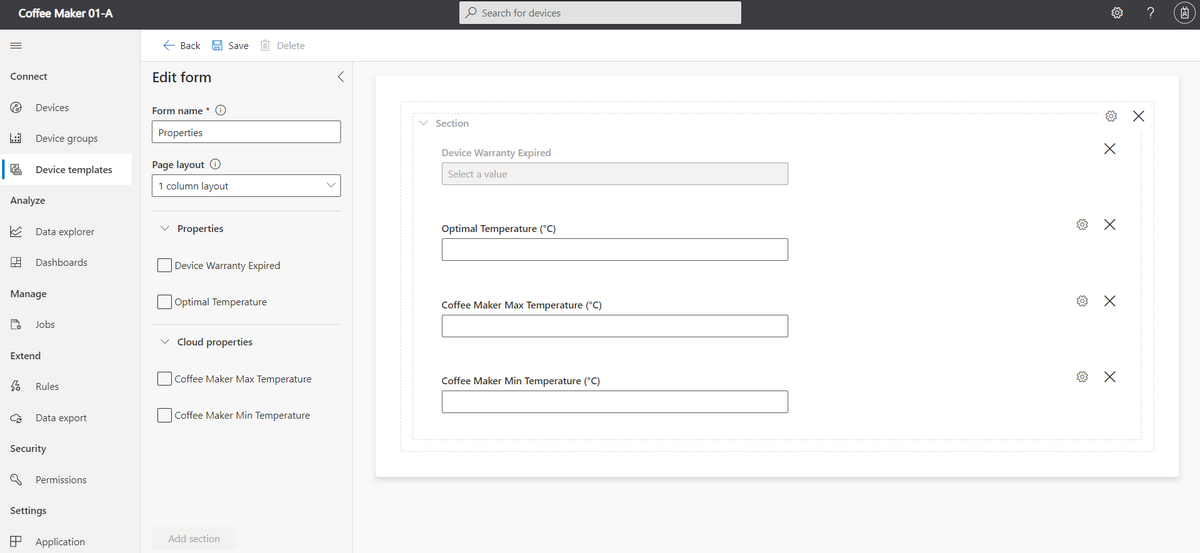 Coffee Maker 01-A
Search for devices
?
Back
Save
Delete
Connect
Devices
Device groups
Device templates
Analyze
Data explorer
Dashboards
Manage
Jobs
Extend
Rules
Data export
Security
Permissions
Settings
Application
Edit form
Form name *
Properties
Page layout
1 column layout
Properties
Device Warranty Expired
Optimal Temperature
Cloud properties
Coffee Maker Max Temperature
Coffee Maker Min Temperature
Add section
Section
Device Warranty Expired
Select a value
Optimal Temperature (°C)
Coffee Maker Max Temperature (°C)
Coffee Maker Min Temperature (°C)